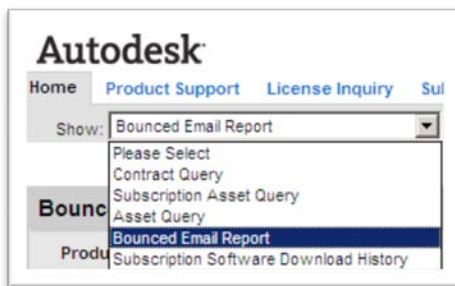 Autodesk
Home Product Support License Inquiry
Show: Bounced Email Report
Please Select
Contract Query
Subscription Asset Query
Asset Query
Bounced Email Report
Subscription Software Download History